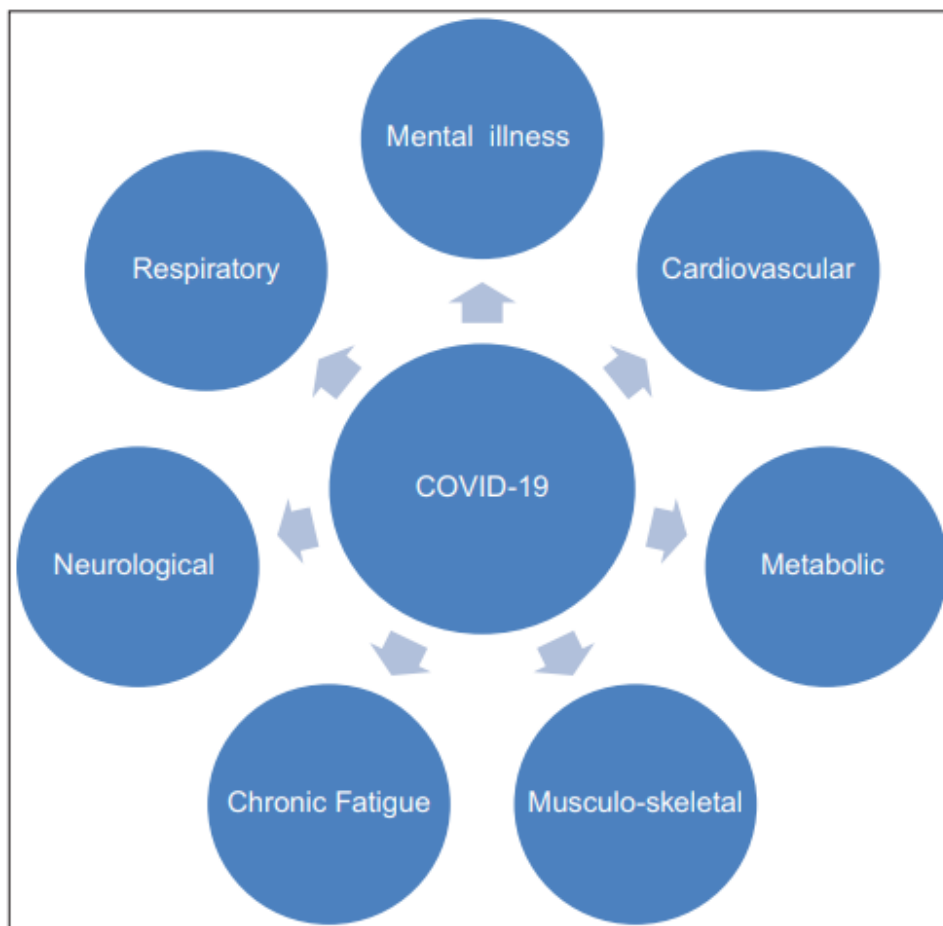 Mental illness
Respiratory
Cardiovascular
COVID-19
Neurological
Metabolic
Chronic Fatigue
Musculo-skeletal